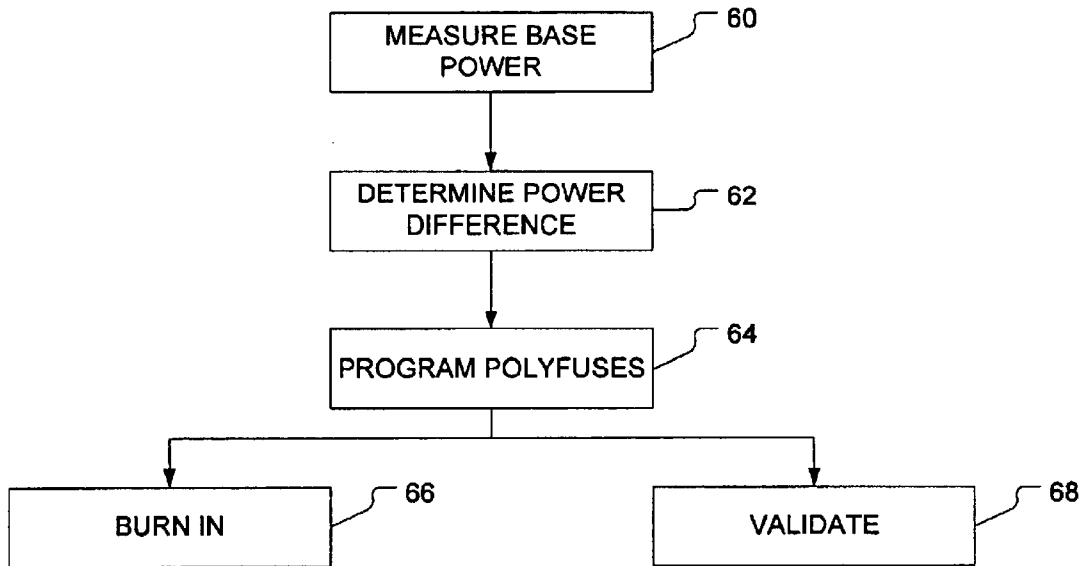 MEASURE BASE
POWER
60
DETERMINE POWER
DIFFERENCE
62
PROGRAM POLYFUSES
64
BURN IN
66
VALIDATE
68